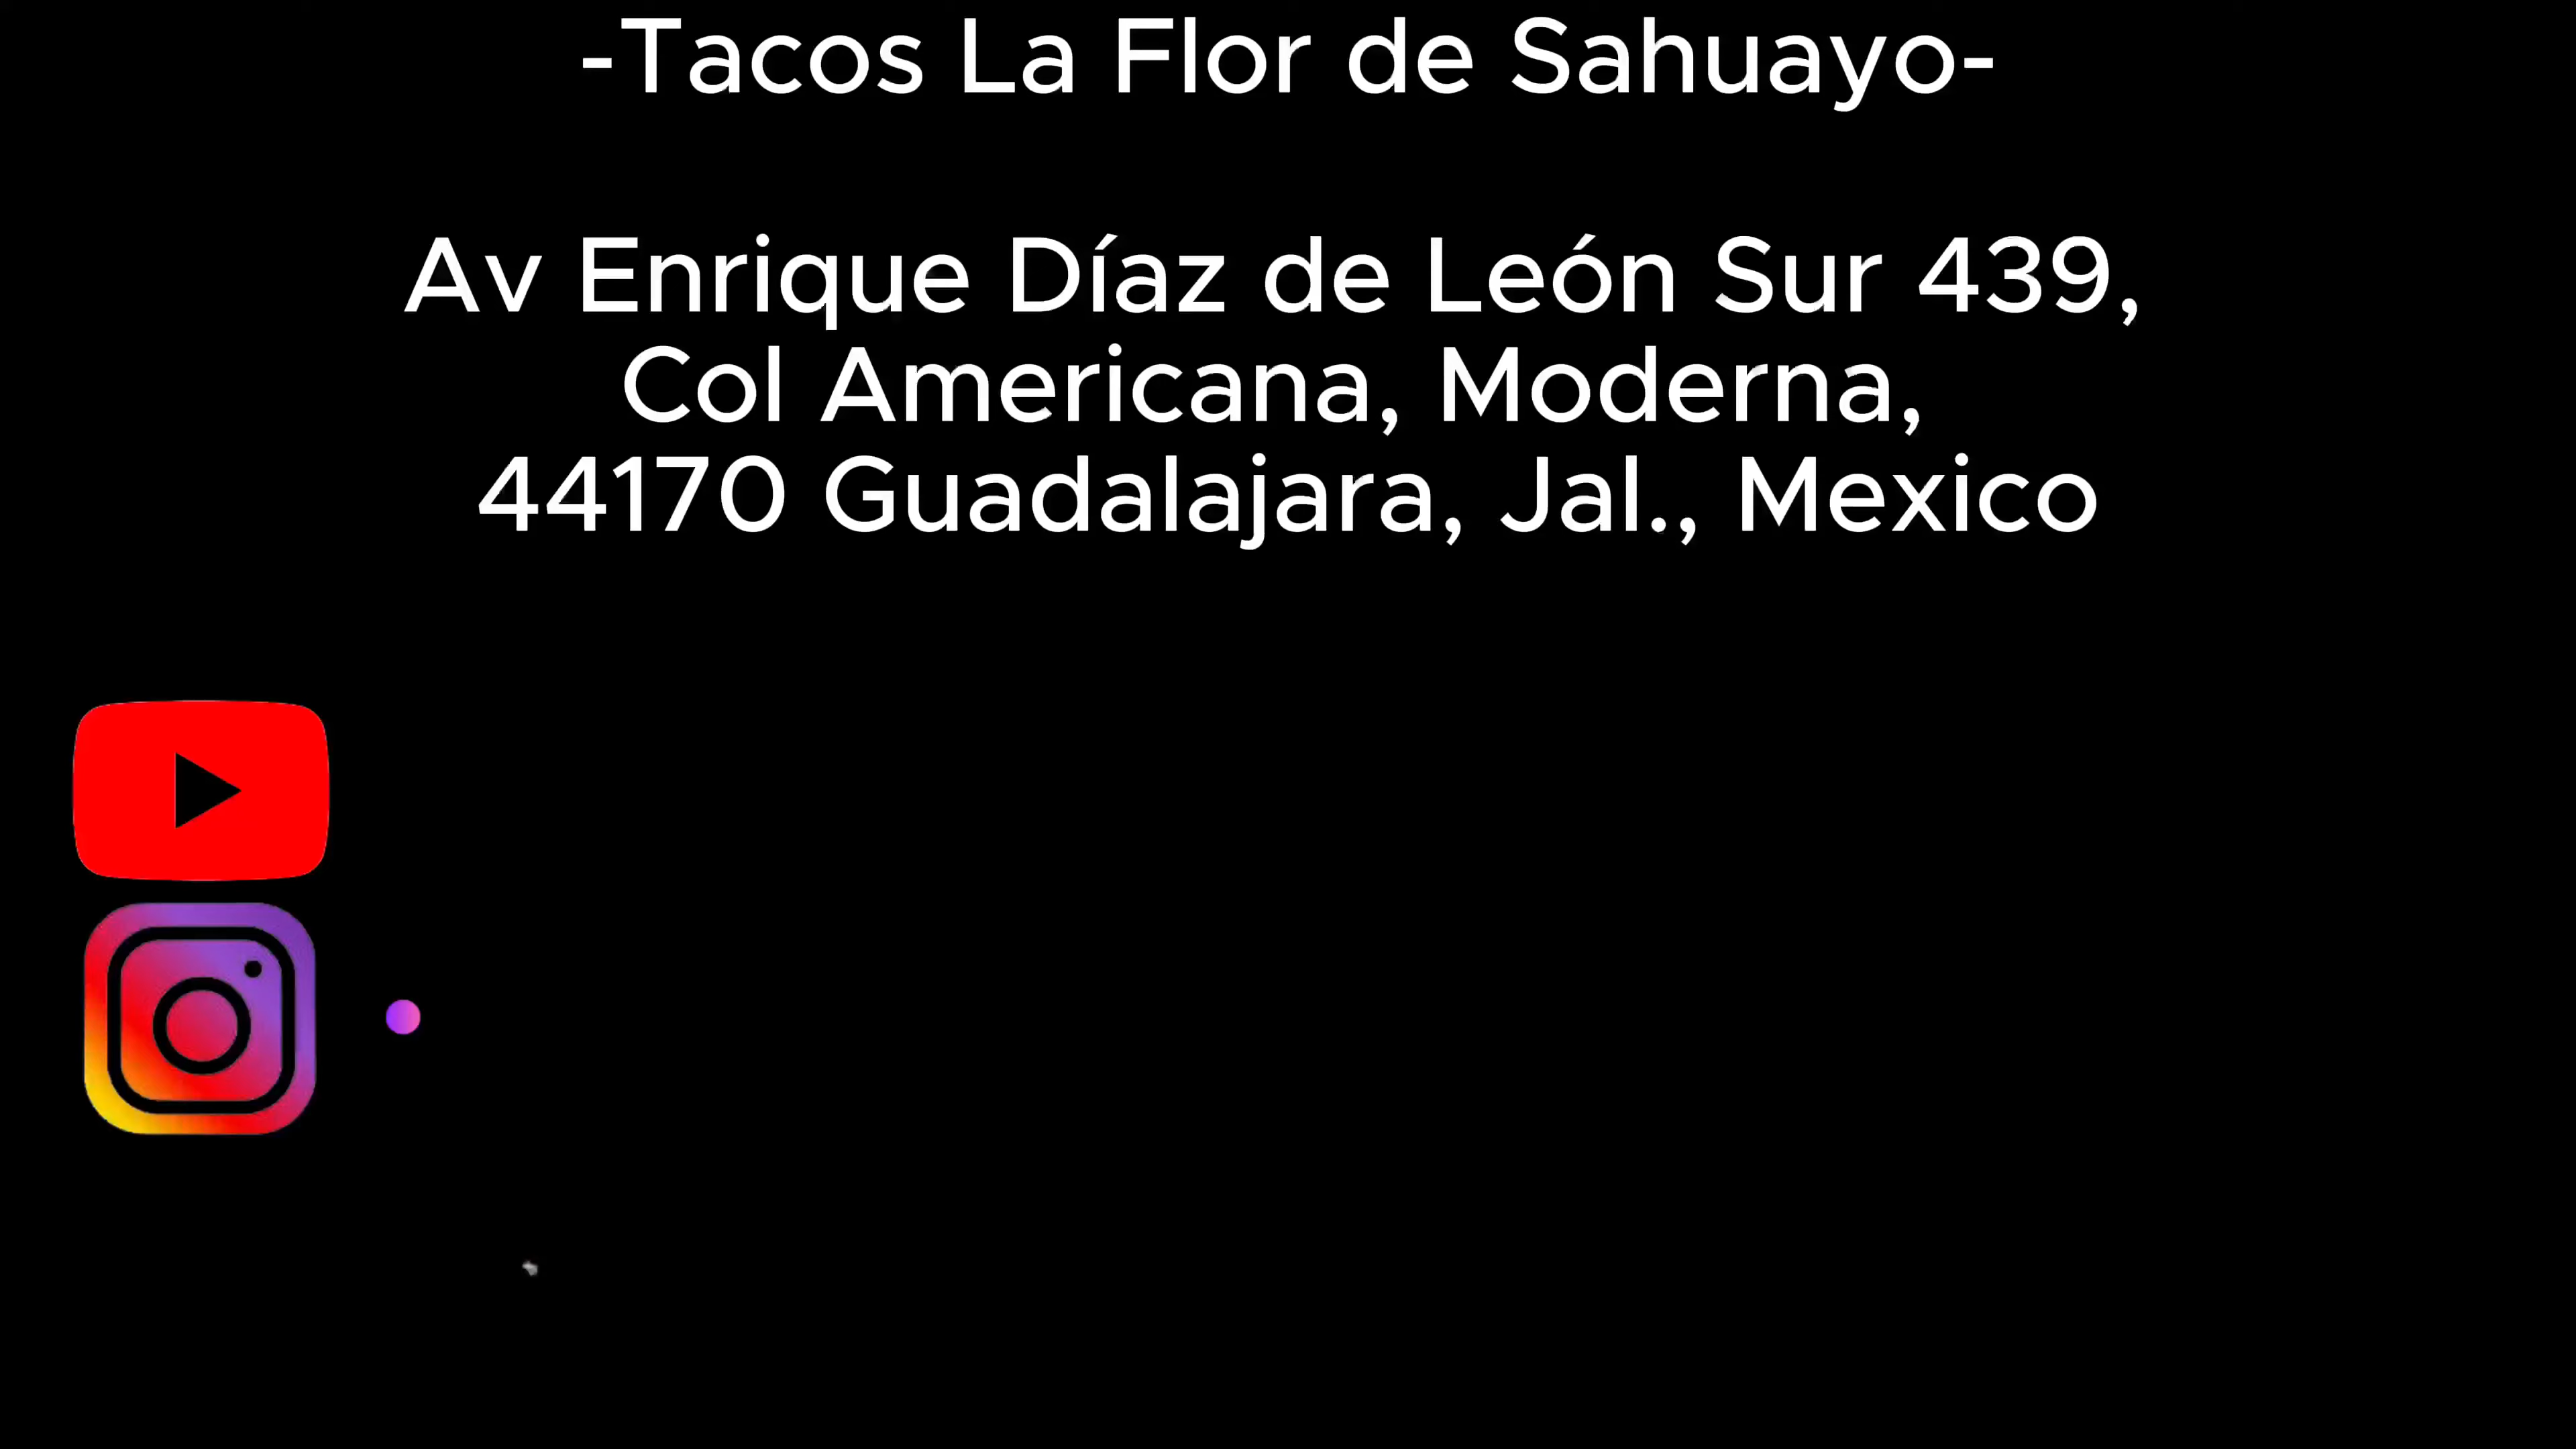 -Tacos La Flor de Sahuayo-
Av Enrique Díaz de León Sur 439,
Col Americana, Moderna,
44170 Guadalajara, Jal., Mexico